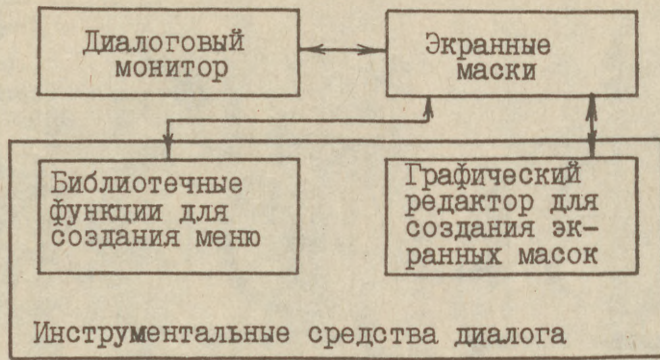 Диалоговый
монитор
Экранные
маски
Библиотечные
функции для
создания меню
Графический
редактор для
создания эк-
ранных масок
Инструментальные средства диалога